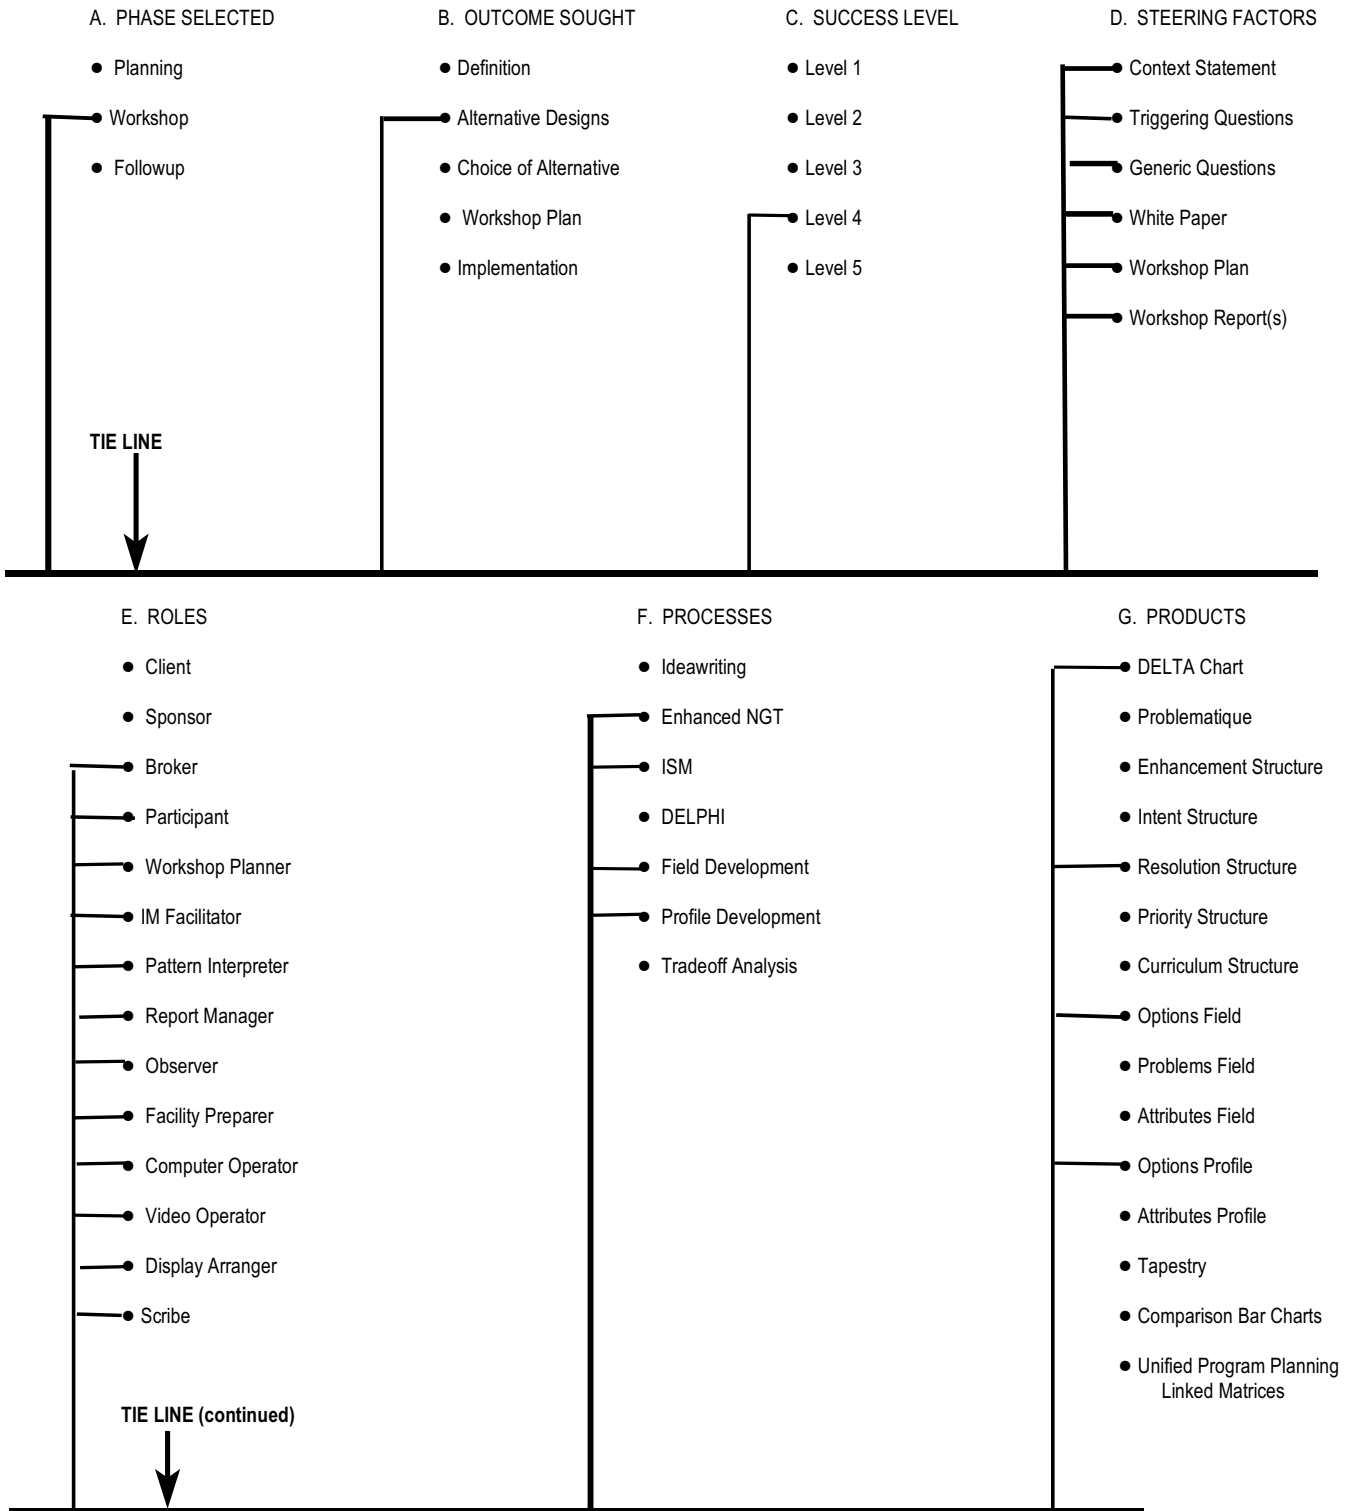 A. PHASE SELECTED
• Planning
• Workshop
• Followup
B. OUTCOME SOUGHT
• Definition
• Alternative Designs
• Choice of Alternative
• Workshop Plan
• Implementation
C. SUCCESS LEVEL
• Level 1
• Level 2
• Level 3
• Level 4
• Level 5
D. STEERING FACTORS
• Context Statement
• Triggering Questions
• Generic Questions
• White Paper
• Workshop Plan
• Workshop Report(s)
TIE LINE
E. ROLES
• Client
• Sponsor
• Broker
• Participant
• Workshop Planner
• IM Facilitator
• Pattern Interpreter
• Report Manager
• Observer
• Facility Preparer
• Computer Operator
• Video Operator
• Display Arranger
• Scribe
F. PROCESSES
• Ideawriting
• Enhanced NGT
• ISM
• DELPHI
• Field Development
• Profile Development
• Tradeoff Analysis
G. PRODUCTS
• DELTA Chart
• Problematique
• Enhancement Structure
• Intent Structure
• Resolution Structure
• Priority Structure
• Curriculum Structure
• Options Field
• Problems Field
• Attributes Field
• Options Profile
• Attributes Profile
• Tapestry
• Comparison Bar Charts
• Unified Program Planning
Linked Matrices
TIE LINE (continued)